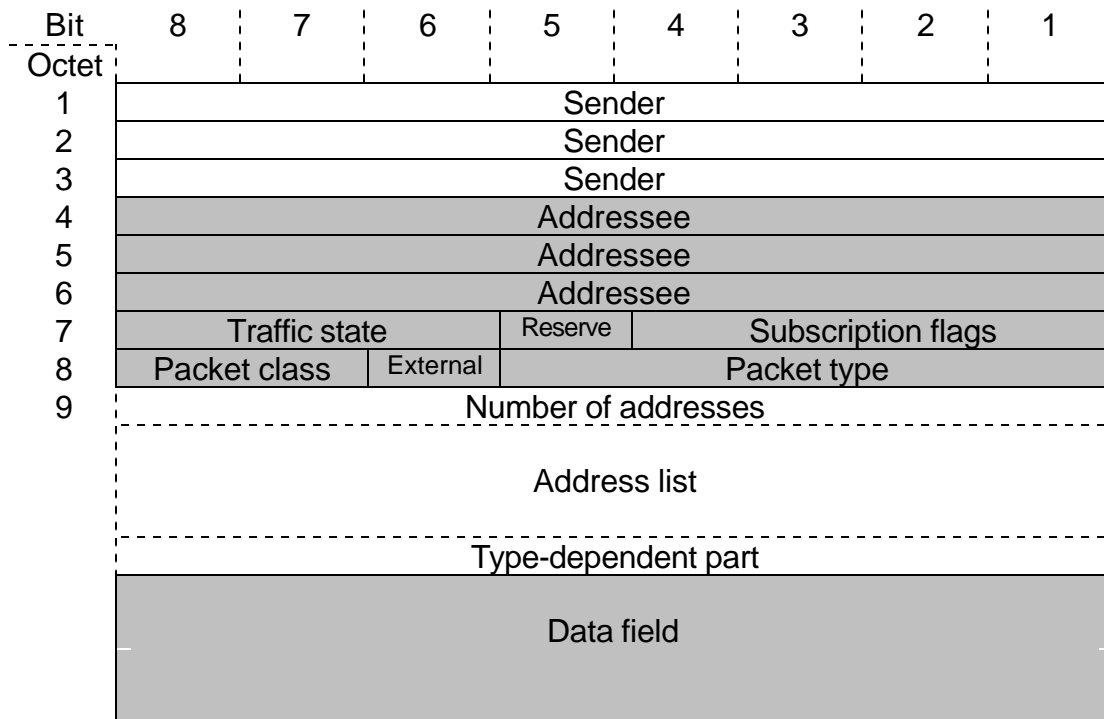 Bit 8 7 6 5 4 3 2 1
Octet
1 Sender
2 Sender
3 Sender
4 Addressee
5 Addressee
6 Addressee
7 Traffic state Reserve Subscription flags
8 Packet class External Packet type
9 Number of addresses
Address list
Type-dependent part
Data field